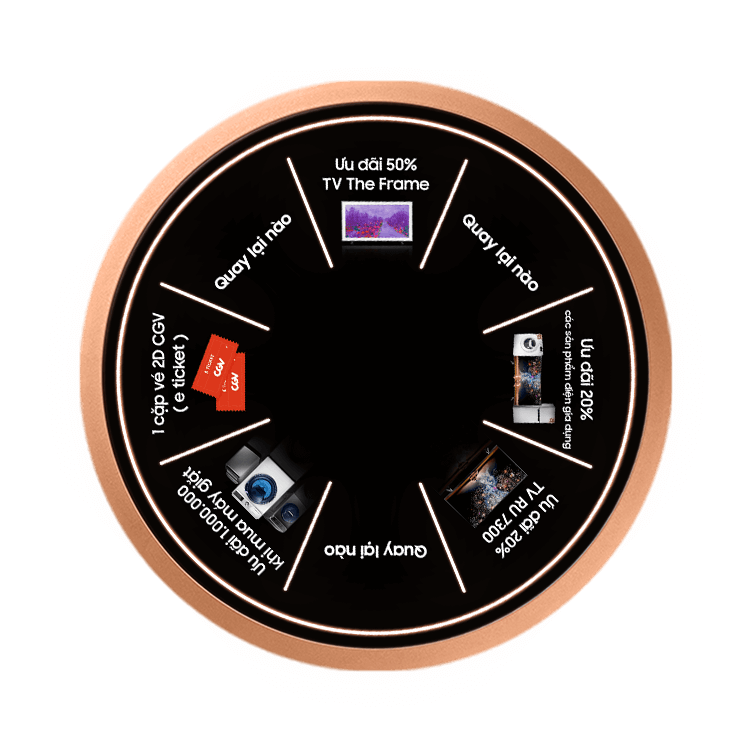 Ưu đãi 50%
TV The Frame
Quay lại nào
Ưu đãi 20%
các sản phẩm điện gia dụng
Ưu đãi 20%
TV RU 7300
Quay lại nào
Ưu đãi 1.000.000
khi mua máy giặt
1 cặp vé 2D CGV
( e ticket )
CGV
CGV
Quay lại nào